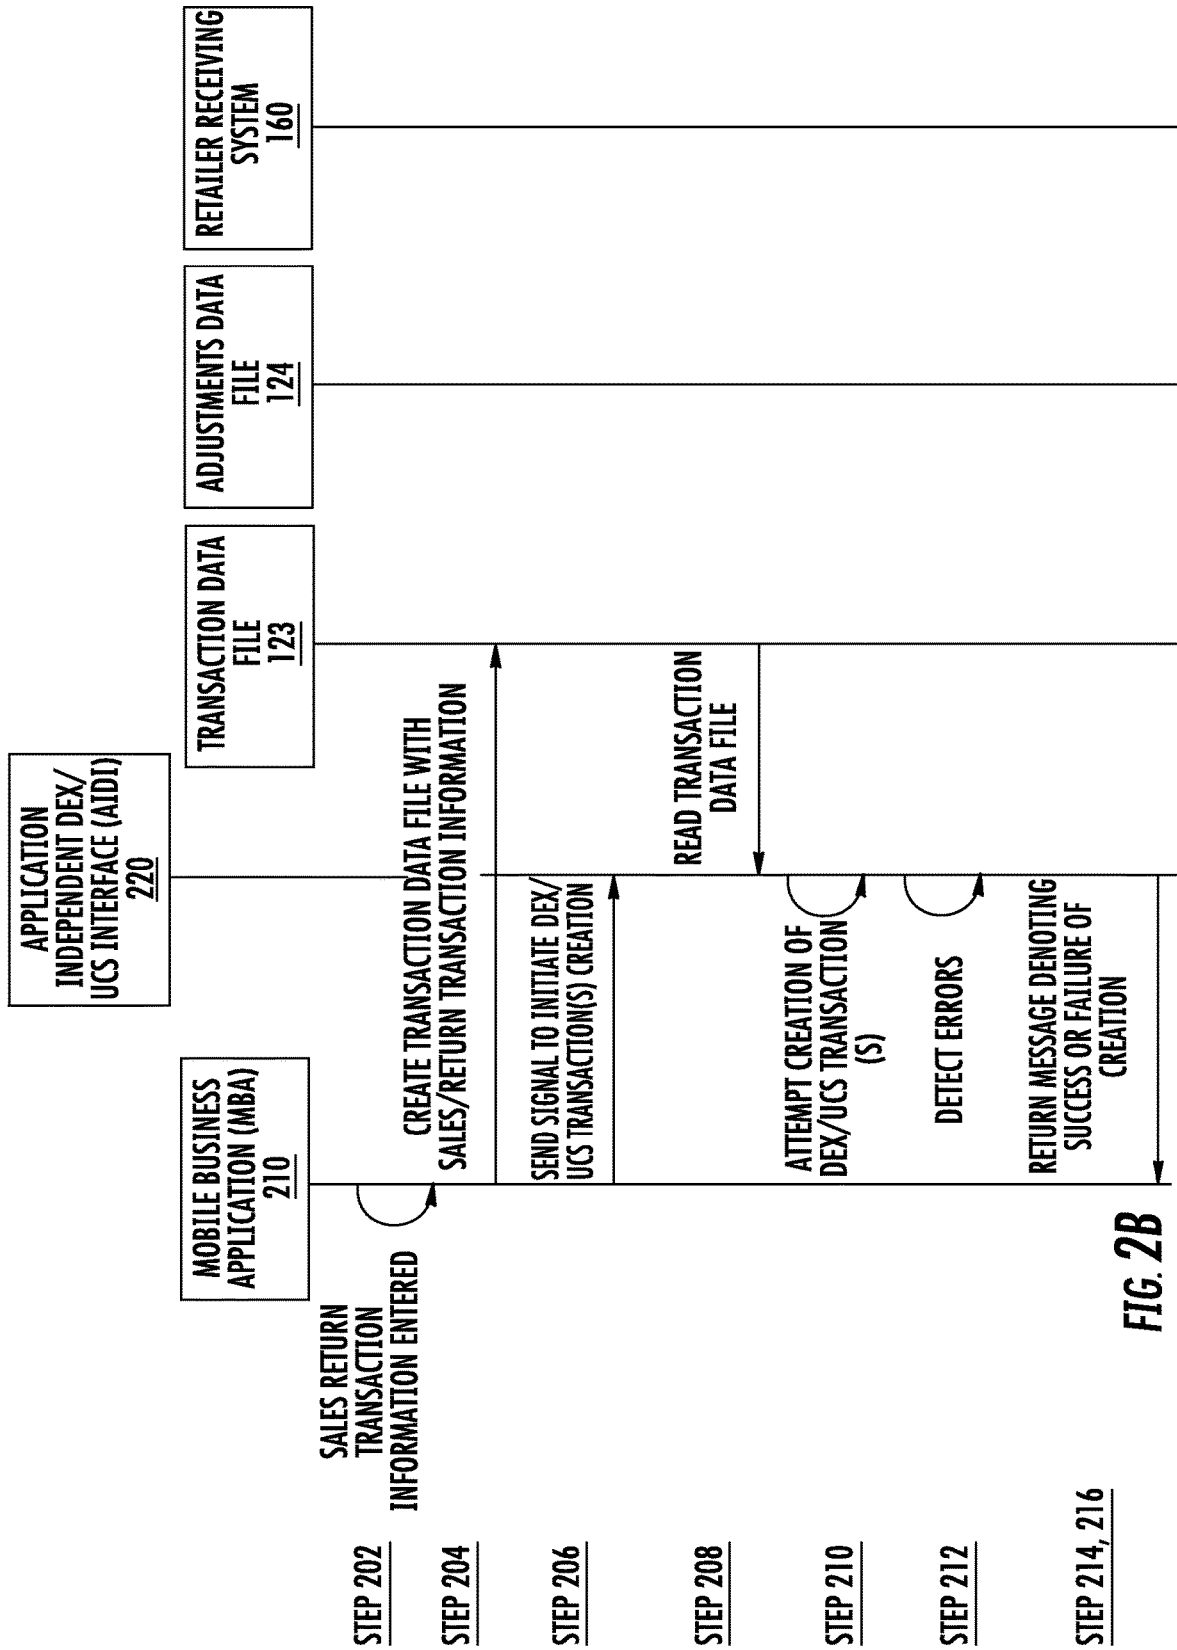 APPLICATION
INDEPENDENT DEX/
UCS INTERFACE (AIDI)
220
MOBILE BUSINESS
APPLICATION (MBA)
210
TRANSACTION DATA
FILE
123
ADJUSTMENTS DATA
FILE
124
RETAILER RECEIVING
SYSTEM
160
STEP 202
SALES RETURN
TRANSACTION
INFORMATION ENTERED
STEP 204
CREATE TRANSACTION DATA FILE WITH
SALES/RETURN TRANSACTION INFORMATION
STEP 206
SEND SIGNAL TO INITIATE DEX/
UCS TRANSACTION(S) CREATION
STEP 208
READ TRANSACTION
DATA FILE
STEP 210
ATTEMPT CREATION OF
DEX/UCS TRANSACTION
(S)
STEP 212
DETECT ERRORS
STEP 214, 216
RETURN MESSAGE DENOTING
SUCCESS OR FAILURE OF
CREATION
FIG. 2B